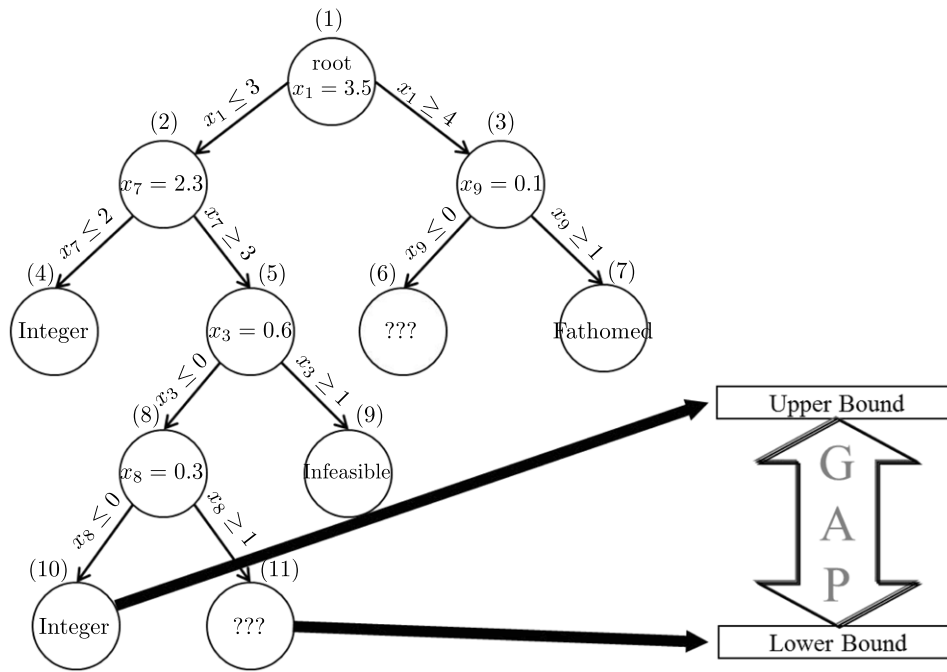 (1)
root
x₁ = 3.5
x₁ ≤ 3
x₁ ≥ 4
(2)
(3)
x₇ = 2.3
x₉ = 0.1
x₇ ≤ 2
x₇ ≥ 3
x₉ ≤ 0
x₉ ≥ 1
(4)
(5)
(6)
(7)
Integer
x₃ = 0.6
???
Fathomed
x₃ ≤ 0
x₃ ≥ 1
(8)
(9)
x₈ = 0.3
Infeasible
x₈ ≤ 0
x₈ ≥ 1
(10)
(11)
Integer
???
Upper Bound
G
A
P
Lower Bound